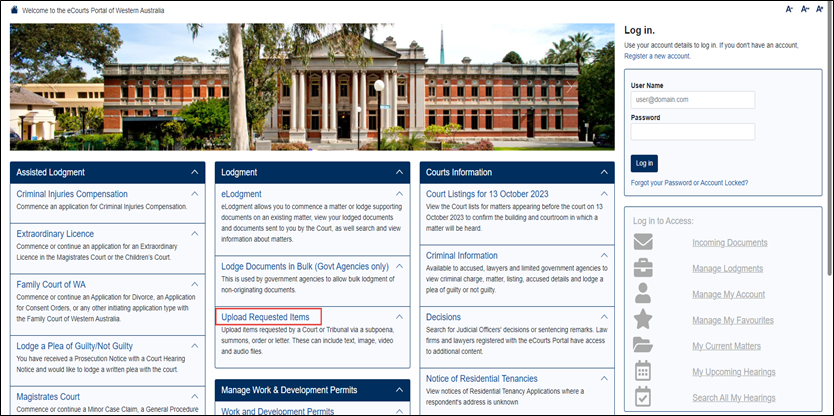 Welcome to the eCourts Portal of Western Australia
A- A~ A+
Assisted Lodgment
Criminal Injuries Compensation
Commence an application for Criminal Injuries Compensation.
Extraordinary Licence
Commence or continue an application for an Extraordinary
Licence in the Magistrates Court or the Children's Court.
Family Court of WA
Commence or continue an Application for Divorce, an Application
for Consent Orders, or any other initiating application type with
the Family Court of Western Australia.
Lodge a Plea of Guilty/Not Guilty
You have received a Prosecution Notice with a Court Hearing
Notice and would like to lodge a written plea with the court.
Magistrates Court
Commence or continue a Minor Case Claim, a General Procedure
Lodgment
eLodgment
eLodgment allows you to commence a matter or lodge supporting
documents on an existing matter, view your lodged documents
and documents sent to you by the Court, as well search and view
information about matters.
Lodge Documents in Bulk (Govt Agencies only)
This is used by government agencies to allow bulk lodgment of
non-originating documents.
Upload Requested Items
Upload items requested by a Court or Tribunal via a subpoena,
summons, order or letter. These can include text, image, video
and audio files.
Manage Work & Development Permits
Work and Development Permits
Courts Information
Court Listings for 13 October 2023
View the Court lists for matters appearing before the court on 13
October 2023 to confirm the building and courtroom in which a
matter will be heard.
Criminal Information
Available to accused, lawyers and limited government agencies to
view criminal charge, matter, listing, accused details and lodge a
plea of guilty or not guilty.
Decisions
Search for Judicial Officers' decisions or sentencing remarks. Law
firms and lawyers registered with the eCourts Portal have access
to additional content.
Notice of Residential Tenancies
View notices of Residential Tenancy Applications where a
respondent's address is unknown
Log in.
Use your account details to log in. If you don't have an account,
Register a new account.
User Name
user@domain.com
Password
Log in
Forgot your Password or Account Locked?
Log in to Access:
Incoming Documents
Manage Lodgments
Manage My Account
Manage My Favourites
My Current Matters
My Upcoming Hearings
Search All My Hearings